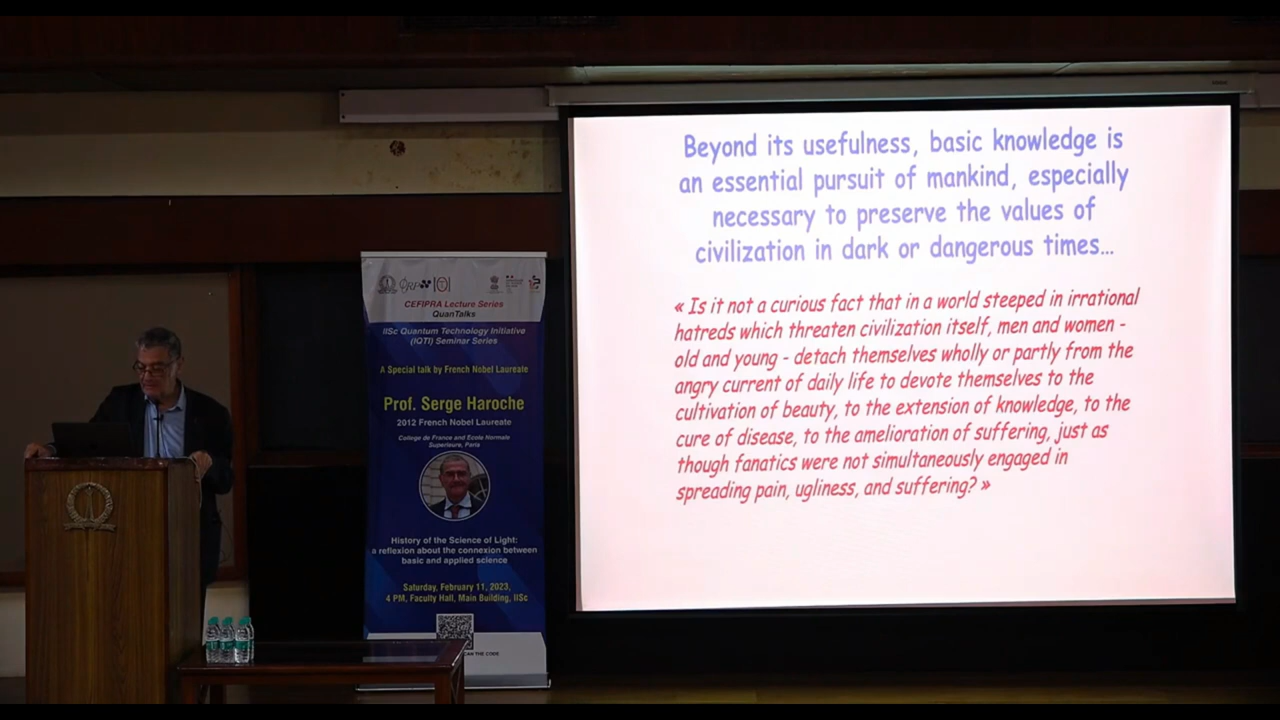 Beyond its usefulness, basic knowledge is
an essential pursuit of mankind, especially
necessary to preserve the values of
civilization in dark or dangerous times...
« Is it not a curious fact that in a world steeped in irrational
hatreds which threaten civilization itself, men and women -
old and young - detach themselves wholly or partly from the
angry current of daily life to devote themselves to the
cultivation of beauty, to the extension of knowledge, to the
cure of disease, to the amelioration of suffering, just as
though fanatics were not simultaneously engaged in
spreading pain, ugliness, and suffering? »
CEFIPRA Lecture Series
QuanTalks
IISc Quantum Technology Initiative
(IQTI) Seminar Series
A Special talk by French Nobel Laureate
Prof. Serge Haroche
2012 French Nobel Laureate
College de France and Ecole Normale
Superieure, Paris
History of the Science of Light:
a reflexion about the connexion between
basic and applied science
Saturday, February 11, 2023,
4 PM, Faculty Hall, Main Building, IISc
CAN THE CODE